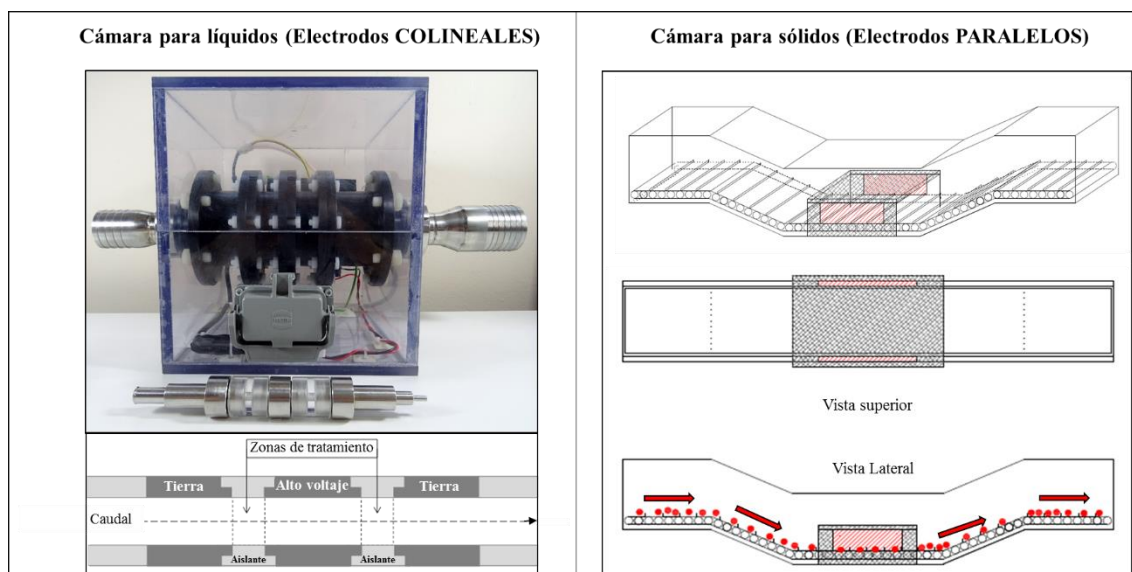 Cámara para líquidos (Electrodos COLINEALES)
Zonas de tratamiento
Tierra
Alto voltaje
Tierra
Caudal
Aislante
Aislante
Cámara para sólidos (Electrodos PARALELOS)
Vista superior
Vista Lateral